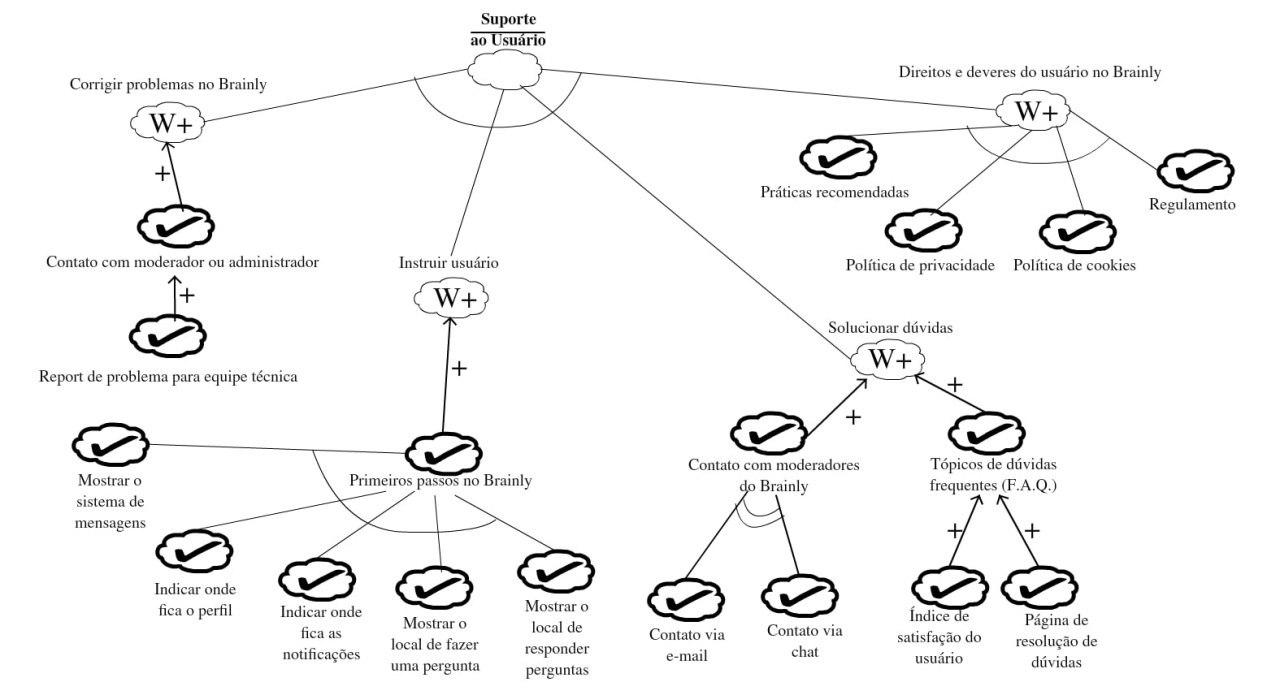 Suporte
ao Usuário
Corrigir problemas no Brainly
W+
+
Contato com moderador ou administrador
+
Report de problema para equipe técnica
Direitos e deveres do usuário no Brainly
W+
Práticas recomendadas
Regulamento
Política de privacidade
Política de cookies
Instruir usuário
W+
+
Primeiros passos no Brainly
Mostrar o
sistema de
mensagens
Indicar onde
fica o perfil
Indicar onde
fica as
notificações
Mostrar o
local de fazer
uma pergunta
Mostrar o
local de
responder
perguntas
Solucionar dúvidas
W+
+
+
Contato com moderadores
do Brainly
Tópicos de dúvidas
frequentes (F.A.Q.)
+
+
Contato via
e-mail
Contato via
chat
Índice de
satisfação do
usuário
Página de
resolução de
dúvidas